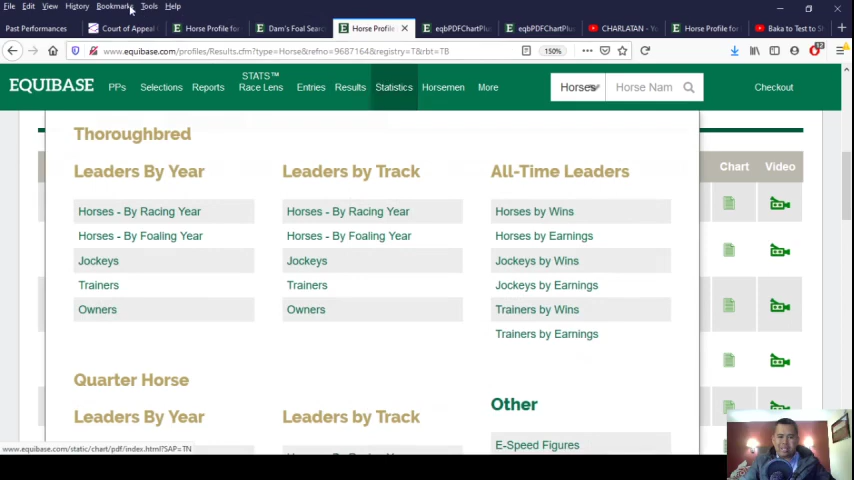 File Edit View History Bookmarks Tools Help
Past Performances Court of Appeal Horse Profile for Dam's Foal Sear Horse Profile eqbPDFChartPlu eqbPDFChartPlu CHARLATAN - Yo Horse Profile for Baka to Test to St
www.equibase.com/profiles/Results.cfm?type=Horse&refno=9687164&registry=T&rbt=TB 150%
EQUIBASE PPs Selections Reports STATS™ Race Lens Entries Results Statistics Horsemen More Horses Horse Nam Checkout
Thoroughbred
Leaders By Year Leaders by Track All-Time Leaders Chart Video
Horses - By Racing Year Horses - By Racing Year Horses by Wins
Horses - By Foaling Year Horses - By Foaling Year Horses by Earnings
Jockeys Jockeys Jockeys by Wins
Trainers Trainers Jockeys by Earnings
Owners Owners Trainers by Wins
Trainers by Earnings
Quarter Horse
Other
Leaders By Year Leaders by Track
E-Speed Figures
www.equibase.com/static/chart/pdf/index.html?SAP=TN